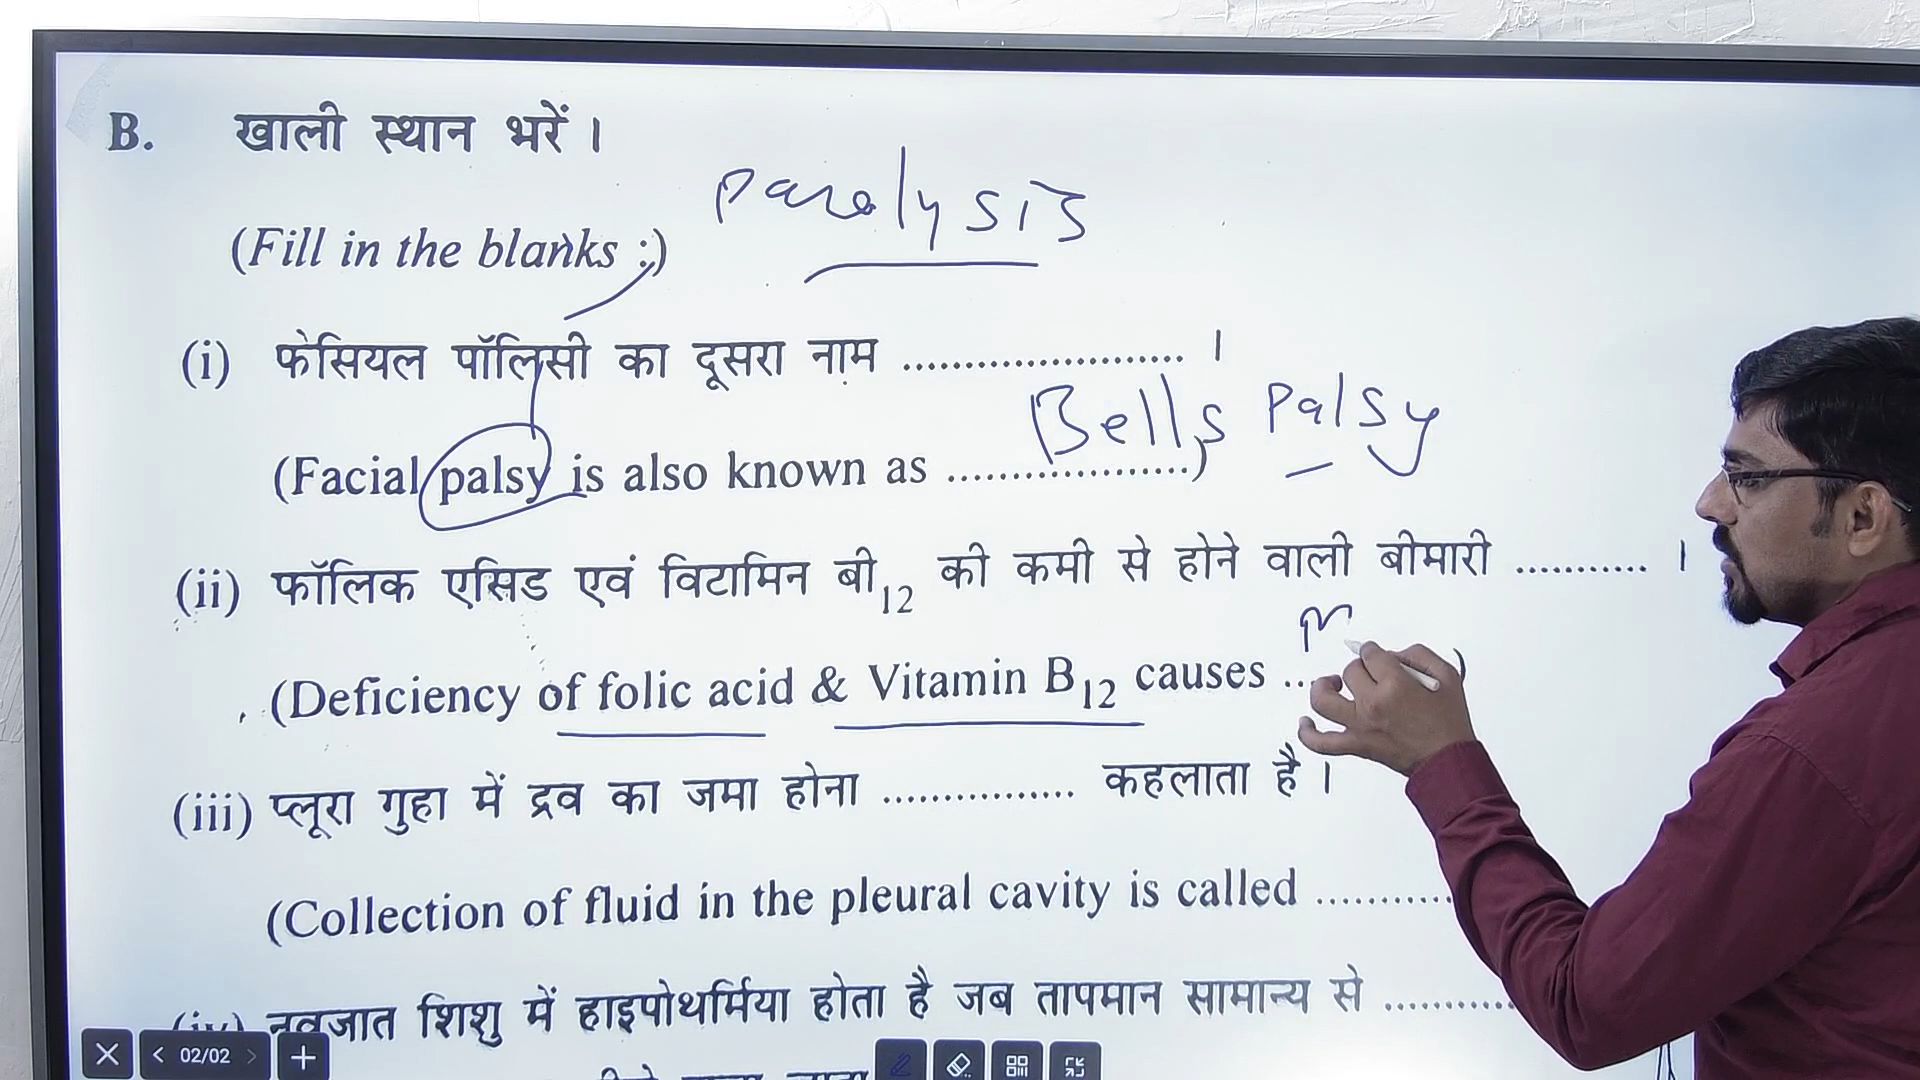 B. खाली स्थान भरें ।
Paralysis
(Fill in the blanks :)
(i) फेसियल पॉलिसी का दूसरा नाम ....................... ।
Bell's Palsy
(Facial palsy is also known as ....................)
(ii) फॉलिक एसिड एवं विटामिन बी12 की कमी से होने वाली बीमारी ........... ।
(Deficiency of folic acid & Vitamin B12 causes ... )
(iii) प्लूरा गुहा में द्रव का जमा होना ................ कहलाता है ।
(Collection of fluid in the pleural cavity is called ...........
(iv) नवजात शिशु में हाइपोथर्मिया होता है जब तापमान सामान्य से ...........
02/02